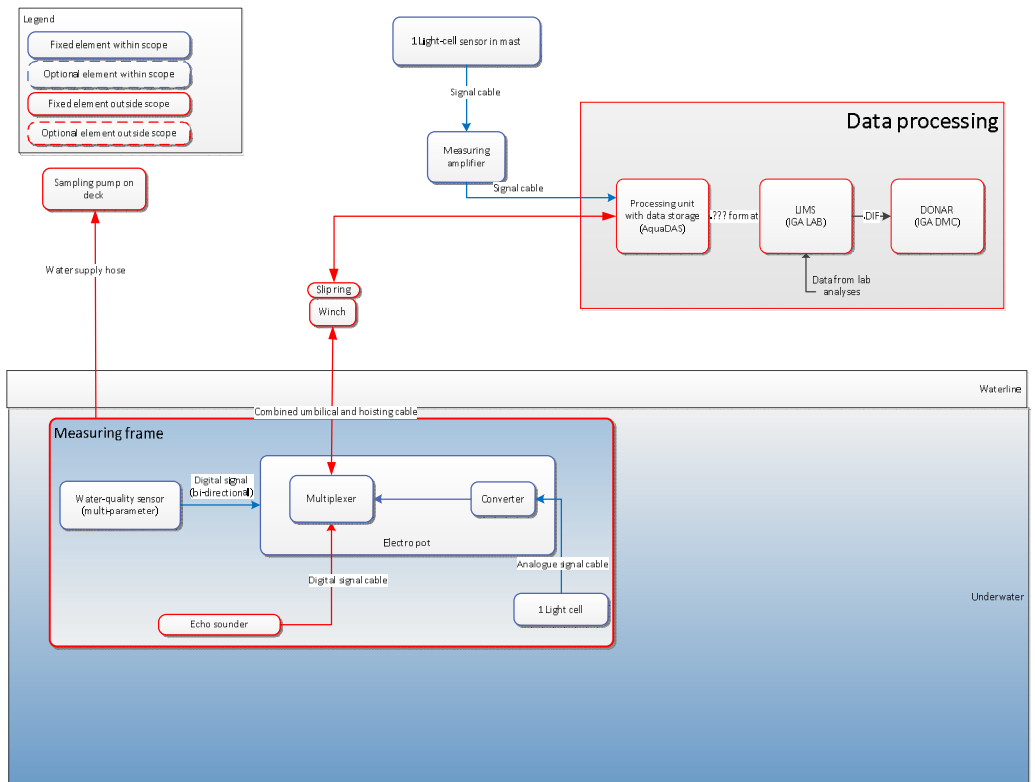 Legend
Fixed element within scope
Optional element within scope
Fixed element outside scope
Optional element outside scope
1 Light-cell sensor in mast
Signal cable
Measuring
amplifier
Signal cable
Data processing
Processing unit
with data storage
(AquaDAS)
.??? format
LIMS
(IGA LAB)
.DIF
DONAR
(IGA DMC)
Data from lab
analyses
Sampling pump on
deck
Water supply hose
Slip ring
Winch
Waterline
Combined umbilical and hoisting cable
Measuring frame
Water-quality sensor
(multi-parameter)
Digital signal
(bi-directional)
Multiplexer
Converter
Electro pot
Analogue signal cable
Digital signal cable
1 Light cell
Echo sounder
Underwater